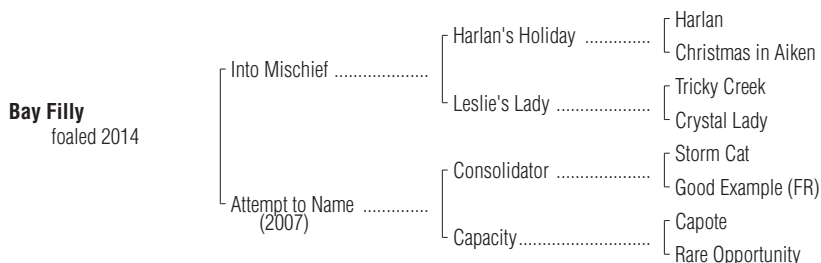 Harlan
Harlan's Holiday ..............
Christmas in Aiken
Into Mischief ....................
Tricky Creek
Leslie's Lady ....................
Crystal Lady
Bay Filly
foaled 2014
Storm Cat
Consolidator ....................
Good Example (FR)
Attempt to Name ..............
(2007)
Capote
Capacity............................
Rare Opportunity